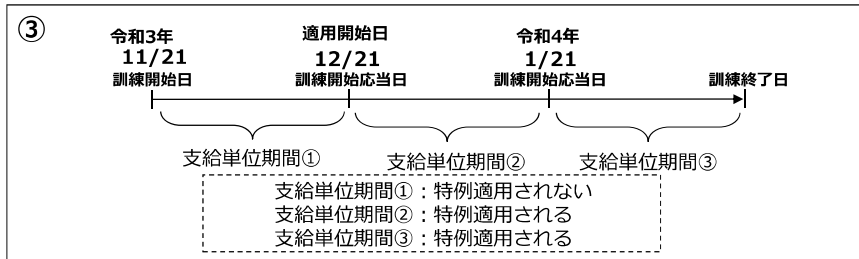 ③
令和3年
11/21
訓練開始日
適用開始日
12/21
訓練開始応当日
令和4年
1/21
訓練開始応当日
訓練終了日
支給単位期間①
支給単位期間②
支給単位期間③
支給単位期間①：特例適用されない
支給単位期間②：特例適用される
支給単位期間③：特例適用される